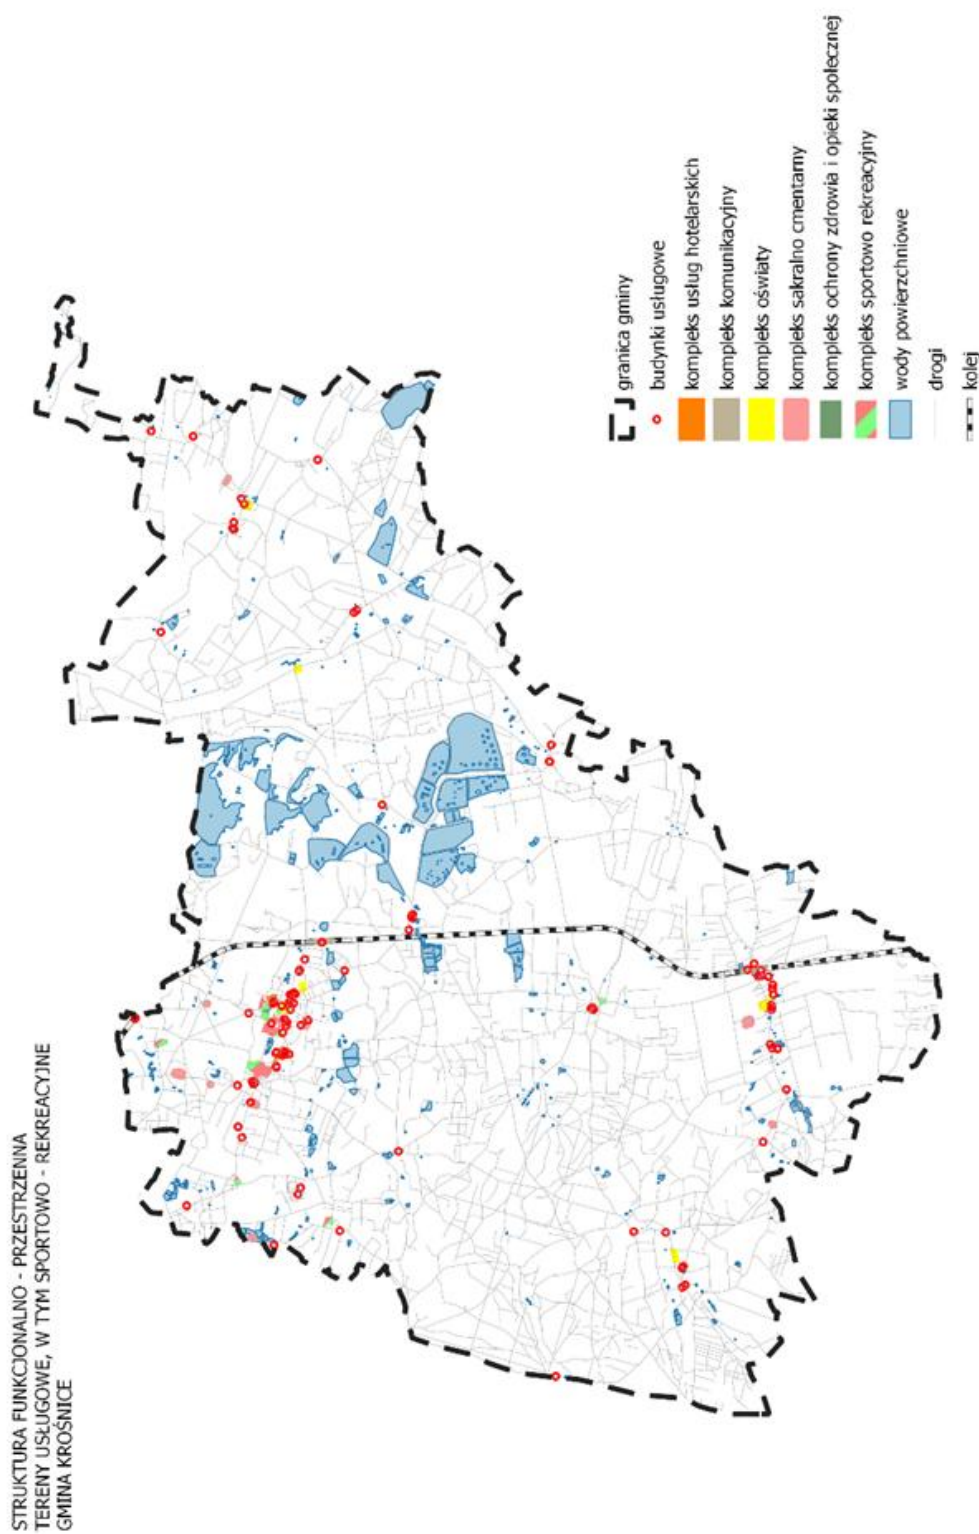 STRUKTURA FUNKCJONALNO - PRZESTRZENNA
TERENY USŁUGOWE, W TYM SPORTOWO - REKREACYJNE
GMINA KROŚNICE
granica gminy
budynki usługowe
kompleks usług hotelarskich
kompleks komunikacyjny
kompleks oświaty
kompleks sakralno cmentarny
kompleks ochrony zdrowia i opieki społecznej
kompleks sportowo rekreacyjny
wody powierzchniowe
drogi
kolej